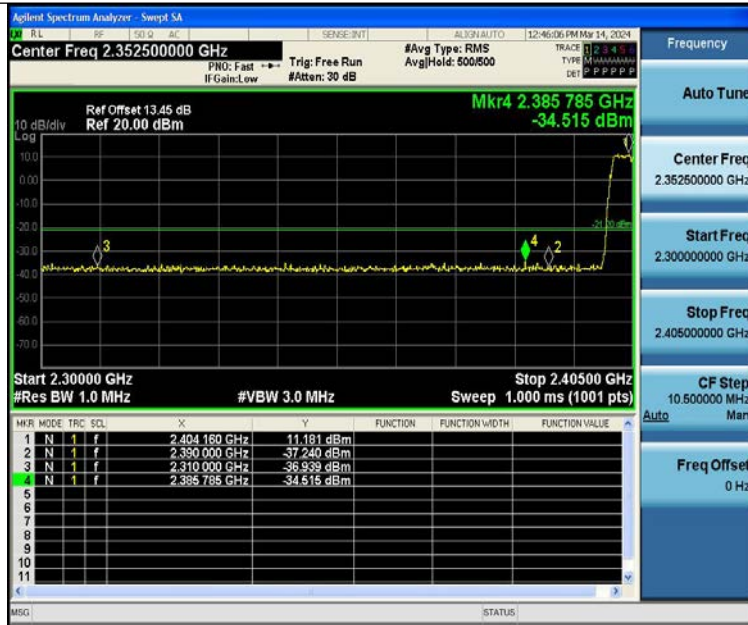 Agilent Spectrum Analyzer - Swept SA
RL RF 50 Ω AC SENSE:INT ALIGN AUTO 12:46:06 PM Mar 14, 2024
Center Freq 2.352500000 GHz
PNO: Fast Trig: Free Run
IFGain:Low #Atten: 30 dB
#Avg Type: RMS
Avg|Hold: 500/500
TRACE 1 2 3 4 5 6
TYPE M
DET P P P P P P
Frequency
Mkr4 2.385 785 GHz
-34.515 dBm
Ref Offset 13.45 dB
10 dB/div Ref 20.00 dBm
Log
10.0
0.00
-10.0
-20.0
-21.20 dBm
-30.0
-40.0
-50.0
-60.0
-70.0
3
4
2
Start 2.30000 GHz Stop 2.40500 GHz
#Res BW 1.0 MHz #VBW 3.0 MHz Sweep 1.000 ms (1001 pts)
MKR MODE TRC SCL X Y FUNCTION FUNCTION WIDTH FUNCTION VALUE
1 N 1 f 2.404 160 GHz 11.181 dBm
2 N 1 f 2.390 000 GHz -37.240 dBm
3 N 1 f 2.310 000 GHz -36.939 dBm
4 N 1 f 2.385 785 GHz -34.515 dBm
5
6
7
8
9
10
11
MSG STATUS
Auto Tune
Center Freq
2.352500000 GHz
Start Freq
2.300000000 GHz
Stop Freq
2.405000000 GHz
CF Step
10.500000 MHz
Auto Man
Freq Offset
0 Hz